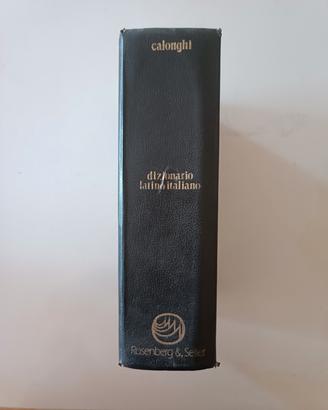 calonghi
dizionario
latino italiano
Rosenberg & Sellier